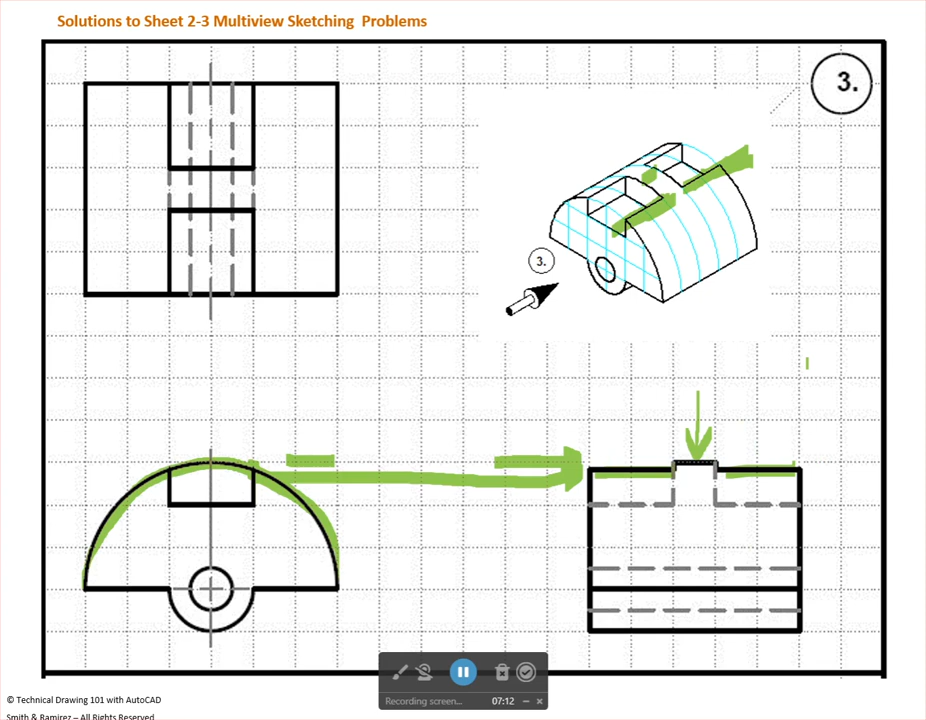 Solutions to Sheet 2-3 Multiview Sketching Problems
3.
3.
Recording screen... 07:12
© Technical Drawing 101 with AutoCAD
Smith & Ramirez – All Rights Reserved